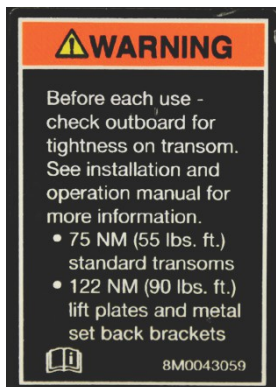 WARNING
Before each use -
check outboard for
tightness on transom.
See installation and
operation manual for
more information.
• 75 NM (55 lbs. ft.)
standard transoms
• 122 NM (90 lbs. ft.)
lift plates and metal
set back brackets
8M0043059